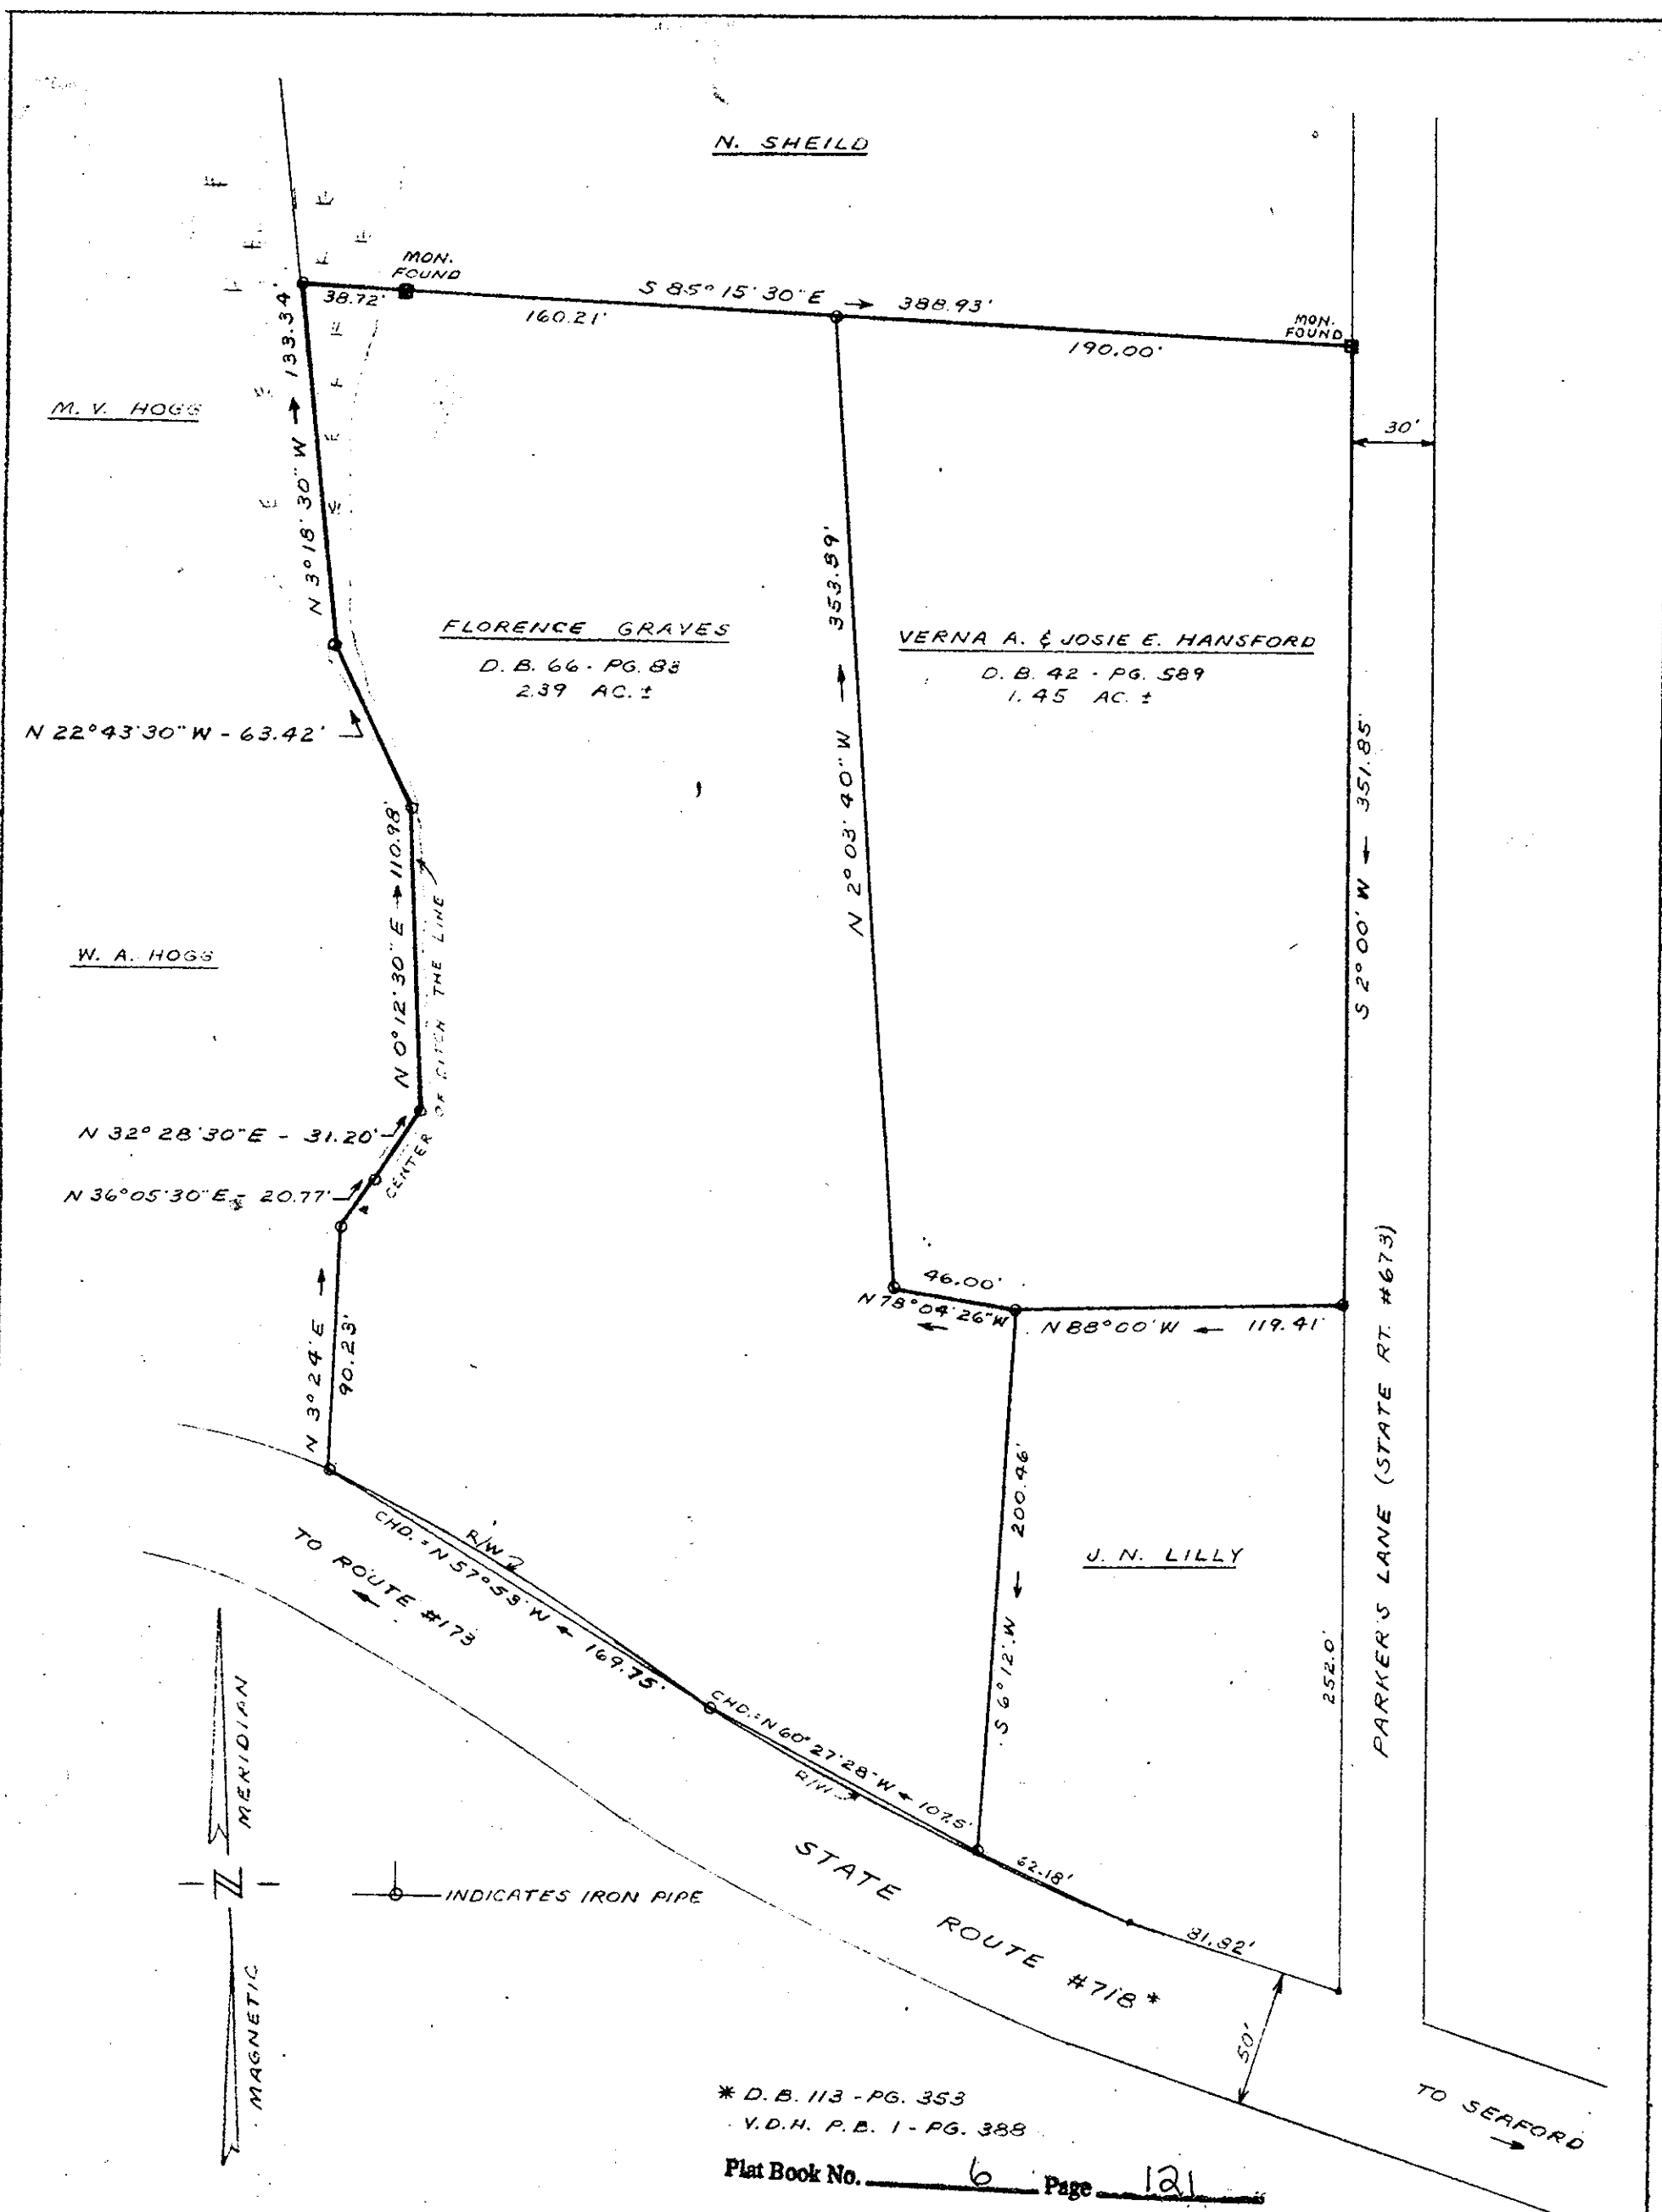 N. SHEILD
MON.
FOUND
38.72'
S 85° 15' 30" E → 388.93'
160.21'
190.00'
MON.
FOUND
30'
M. V. HOGG
N 3° 18' 30" W → 133.34'
FLORENCE GRAVES
D. B. 66 - PG. 88
2.39 AC. ±
353.89'
N 2° 03' 40" W →
VERNA A. & JOSIE E. HANSFORD
D. B. 42 - PG. 589
1.45 AC. ±
S 2° 00' W ← 351.85'
N 22° 43' 30" W - 63.42'
N 0° 12' 30" E → 110.98'
W. A. HOGG
CENTER OF DITCH THE LINE
N 32° 28' 30" E - 31.20'
N 36° 05' 30" E - 20.77'
N 3° 24' E →
90.23'
46.00'
N 78° 04' 26" W
←
N 88° 00' W ← 119.41'
PARKER'S LANE (STATE RT. #673)
S 6° 12' W ← 200.46'
J. N. LILLY
252.0'
R/W
CHD. = N 57° 53' W ← 169.75'
TO ROUTE #173
←
CHD. = N 60° 27' 28" W ← 107.5'
R/W
62.18'
81.82'
STATE ROUTE #718 *
50'
MAGNETIC N MERIDIAN
INDICATES IRON PIPE
TO SEAFORD
→
* D. B. 113 - PG. 353
V. D. H. P. B. 1 - PG. 388
Plat Book No. 6 Page 121